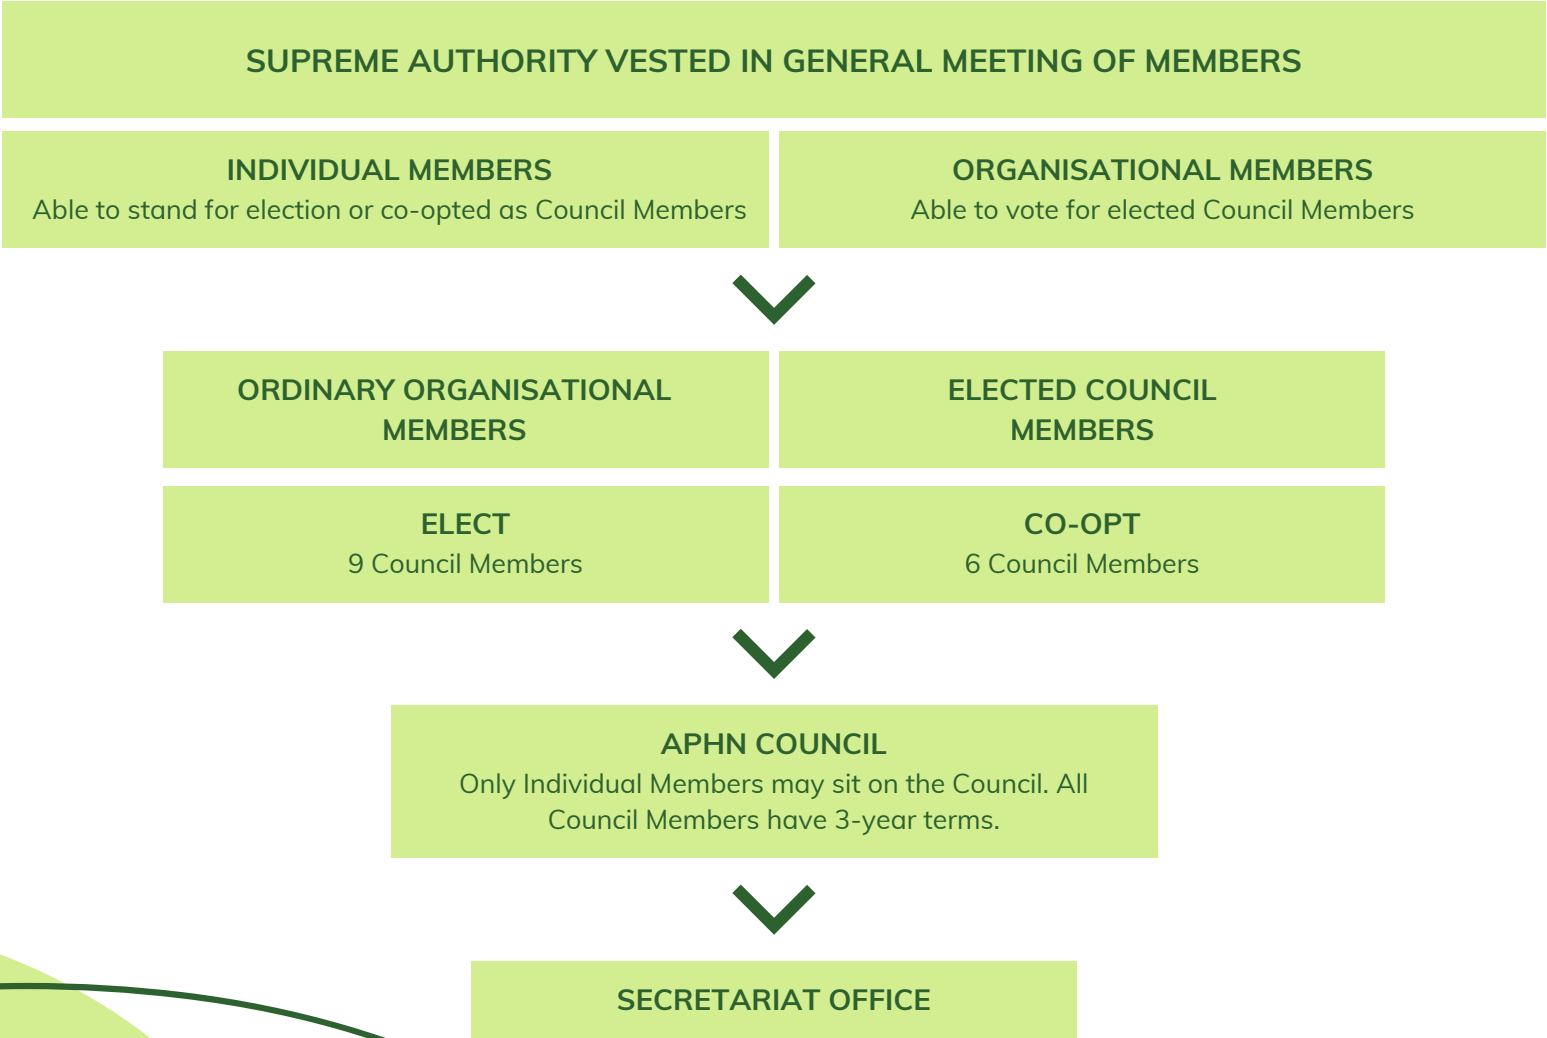 SUPREME AUTHORITY VESTED IN GENERAL MEETING OF MEMBERS
INDIVIDUAL MEMBERS
Able to stand for election or co-opted as Council Members
ORGANISATIONAL MEMBERS
Able to vote for elected Council Members
ORDINARY ORGANISATIONAL
MEMBERS
ELECTED COUNCIL
MEMBERS
ELECT
9 Council Members
CO-OPT
6 Council Members
APHN COUNCIL
Only Individual Members may sit on the Council. All
Council Members have 3-year terms.
SECRETARIAT OFFICE